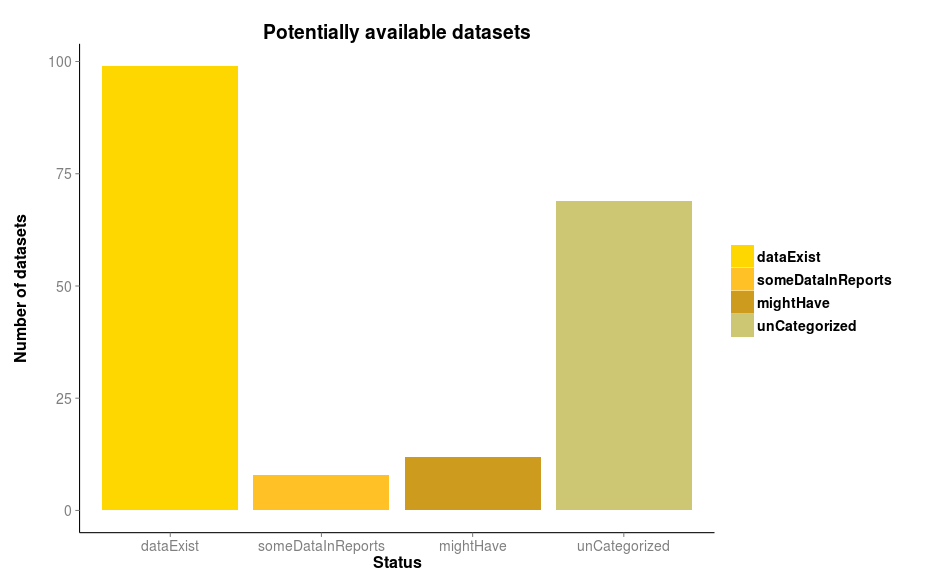 Potentially available datasets
Number of datasets
100
75
50
25
0
dataExist
someDataInReports
mightHave
unCategorized
Status
dataExist
someDataInReports
mightHave
unCategorized